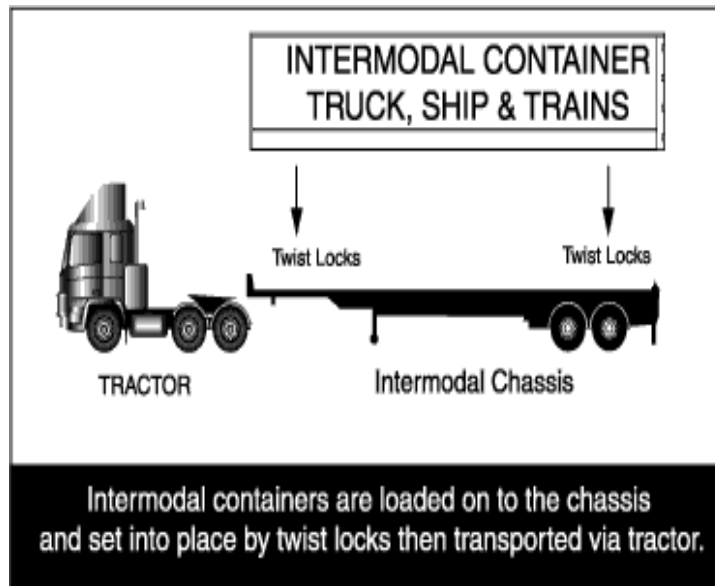 INTERMODAL CONTAINER
TRUCK, SHIP & TRAINS
Twist Locks
Twist Locks
TRACTOR
Intermodal Chassis
Intermodal containers are loaded on to the chassis
and set into place by twist locks then transported via tractor.